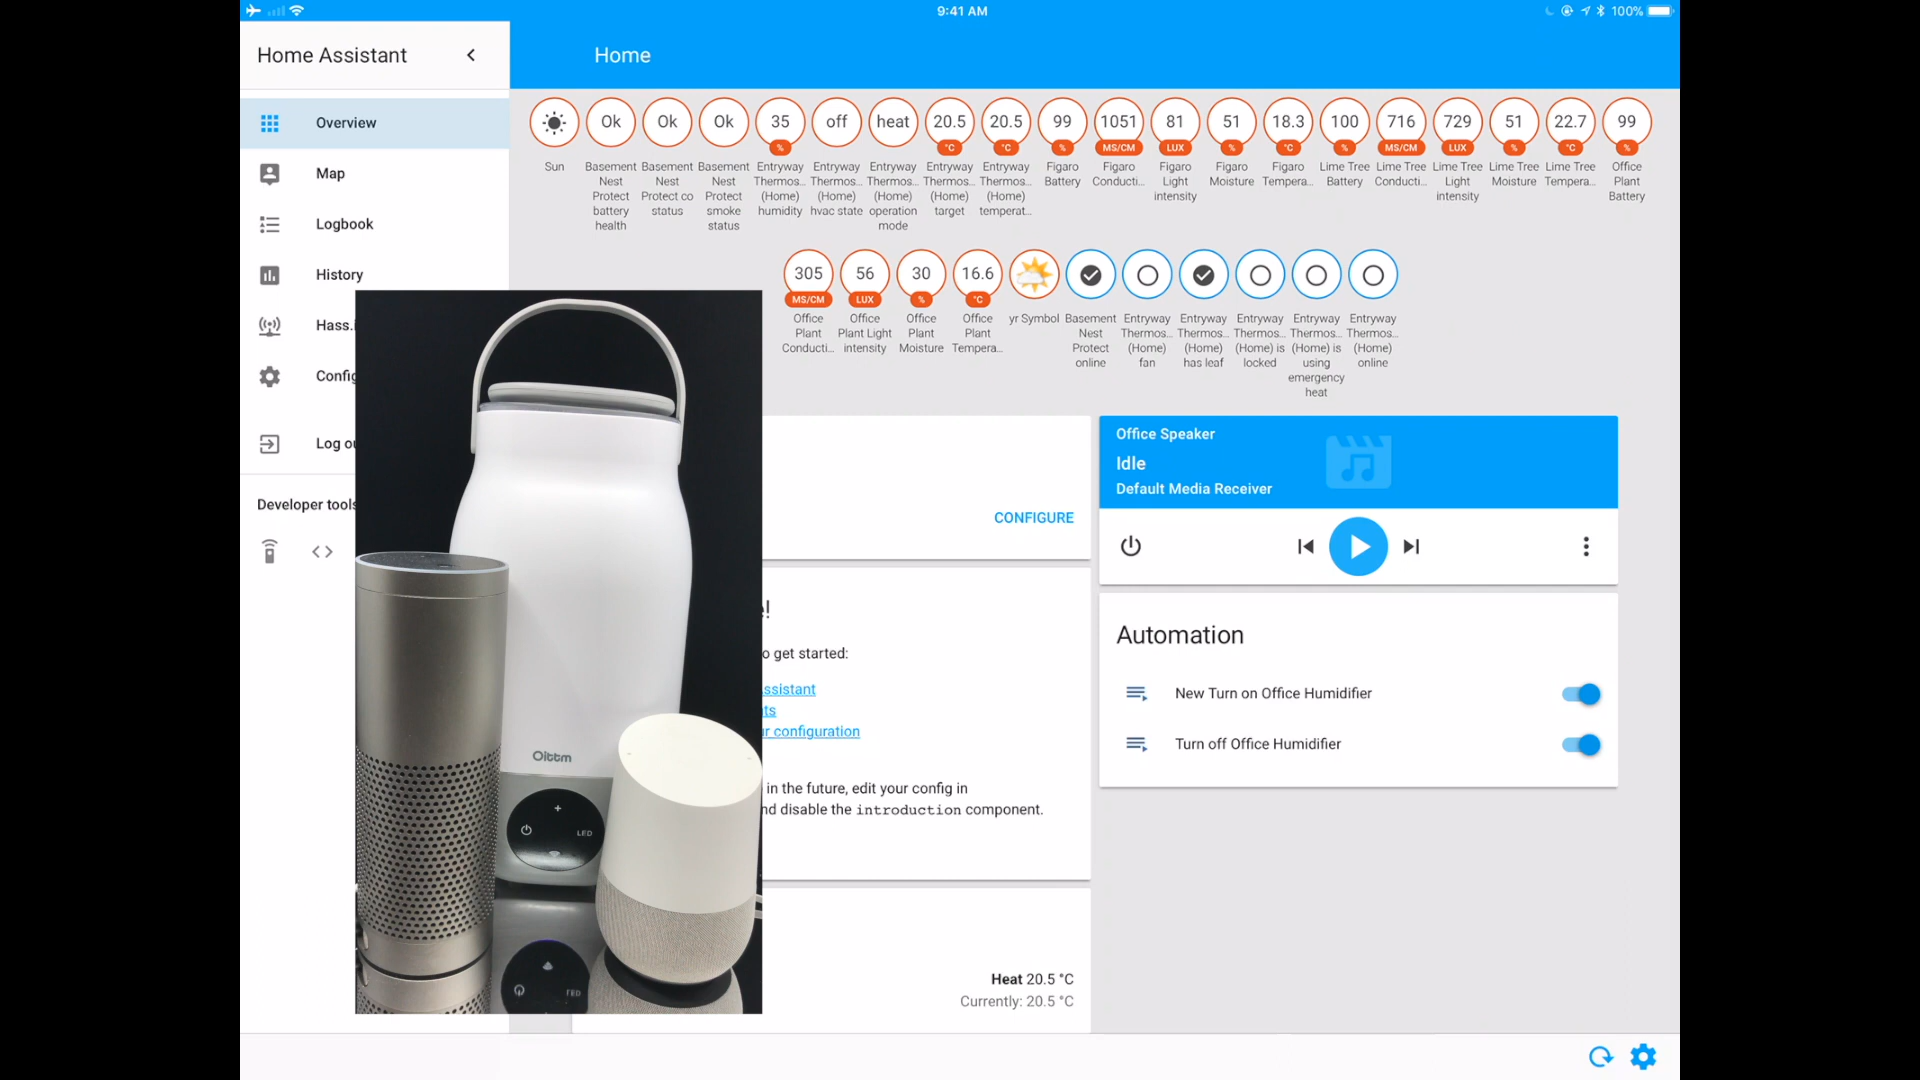 9:41 AM
100%
Home Assistant
Home
Overview
Map
Logbook
History
Hass.i
Config
Log ou
Developer tools
Ok
Ok
Ok
35
off
heat
20.5
20.5
99
1051
81
51
18.3
100
716
729
51
22.7
99
%
°C
°C
%
MS/CM
LUX
%
°C
%
MS/CM
LUX
%
°C
%
Sun
Basement Nest Protect battery health
Basement Nest Protect co status
Basement Nest Protect smoke status
Entryway Thermos... (Home) humidity
Entryway Thermos... (Home) hvac state
Entryway Thermos... (Home) operation mode
Entryway Thermos... (Home) target
Entryway Thermos... (Home) temperat...
Figaro Battery
Figaro Conducti...
Figaro Light intensity
Figaro Moisture
Figaro Tempera...
Lime Tree Battery
Lime Tree Conducti...
Lime Tree Light intensity
Lime Tree Moisture
Lime Tree Tempera...
Office Plant Battery
305
56
30
16.6
MS/CM
LUX
%
°C
Office Plant Conducti...
Office Plant Light intensity
Office Plant Moisture
Office Plant Tempera...
yr Symbol
Basement Nest Protect online
Entryway Thermos... (Home) fan
Entryway Thermos... (Home) has leaf
Entryway Thermos... (Home) is locked
Entryway Thermos... (Home) is using emergency heat
Entryway Thermos... (Home) online
CONFIGURE
e!
o get started:
ssistant
ts
r configuration
in the future, edit your config in
nd disable the introduction component.
Heat 20.5 °C
Currently: 20.5 °C
Office Speaker
Idle
Default Media Receiver
Automation
New Turn on Office Humidifier
Turn off Office Humidifier
Oittm
LED